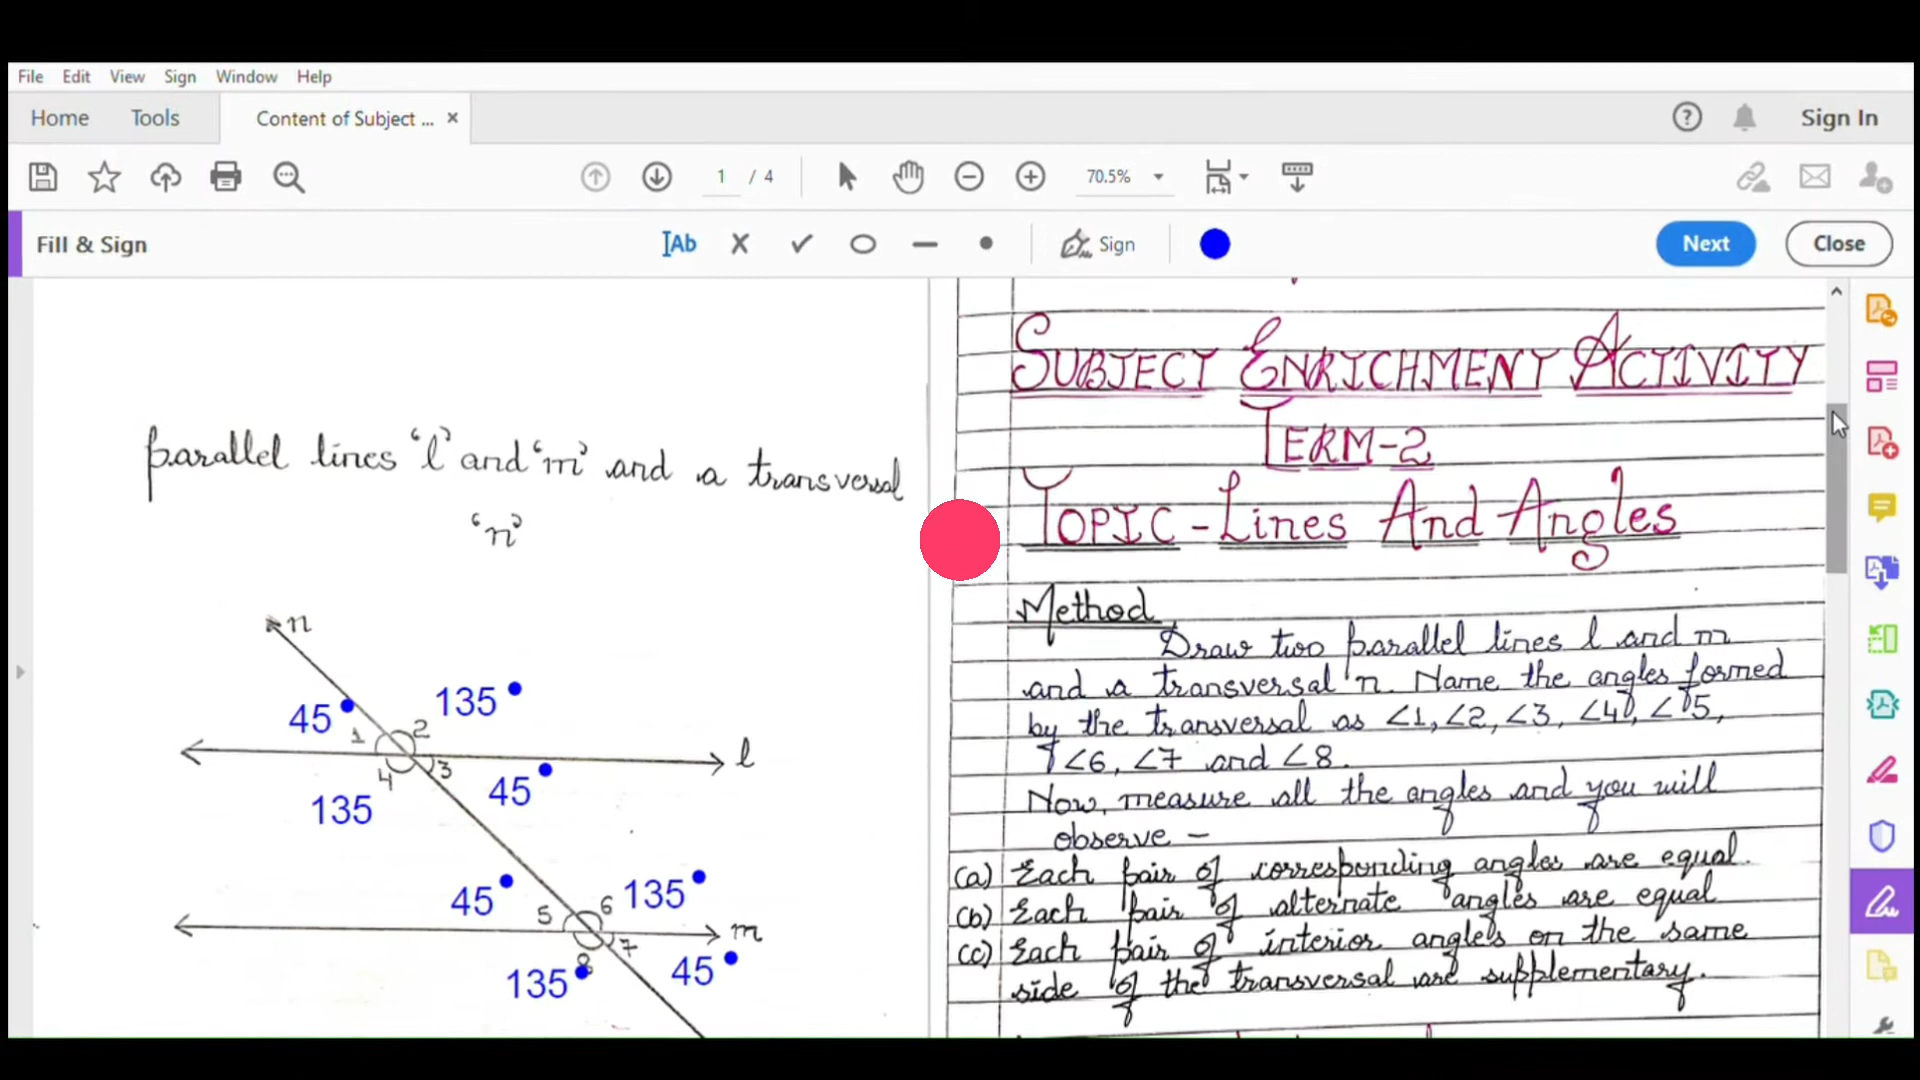 File Edit View Sign Window Help
Home Tools Content of Subject ... × Sign In
1 / 4 70.5%
Fill & Sign Ab Sign Next Close
parallel lines 'l' and 'm' and a transversal
'n'
n
45 135
1 2
l
4 3
135 45
45 135
5 6
m
8 7
135 45
SUBJECT ENRICHMENT ACTIVITY
TERM-2
TOPIC - Lines And Angles
Method
Draw two parallel lines l and m
and a transversal n. Name the angles formed
by the transversal as ∠1, ∠2, ∠3, ∠4, ∠5,
∠6, ∠7 and ∠8.
Now, measure all the angles and you will
observe -
(a) Each pair of corresponding angles are equal.
(b) Each pair of alternate angles are equal
(c) Each pair of interior angles on the same
side of the transversal are supplementary.